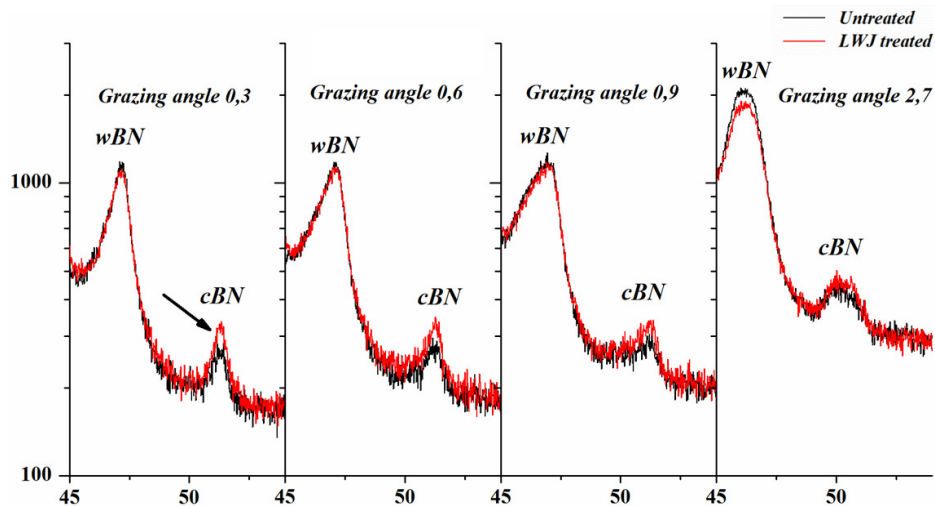 Untreated
LWJ treated
Grazing angle 0,3
Grazing angle 0,6
Grazing angle 0,9
Grazing angle 2,7
wBN
wBN
wBN
wBN
cBN
cBN
cBN
cBN
1000
100
45
50
45
50
45
50
45
50